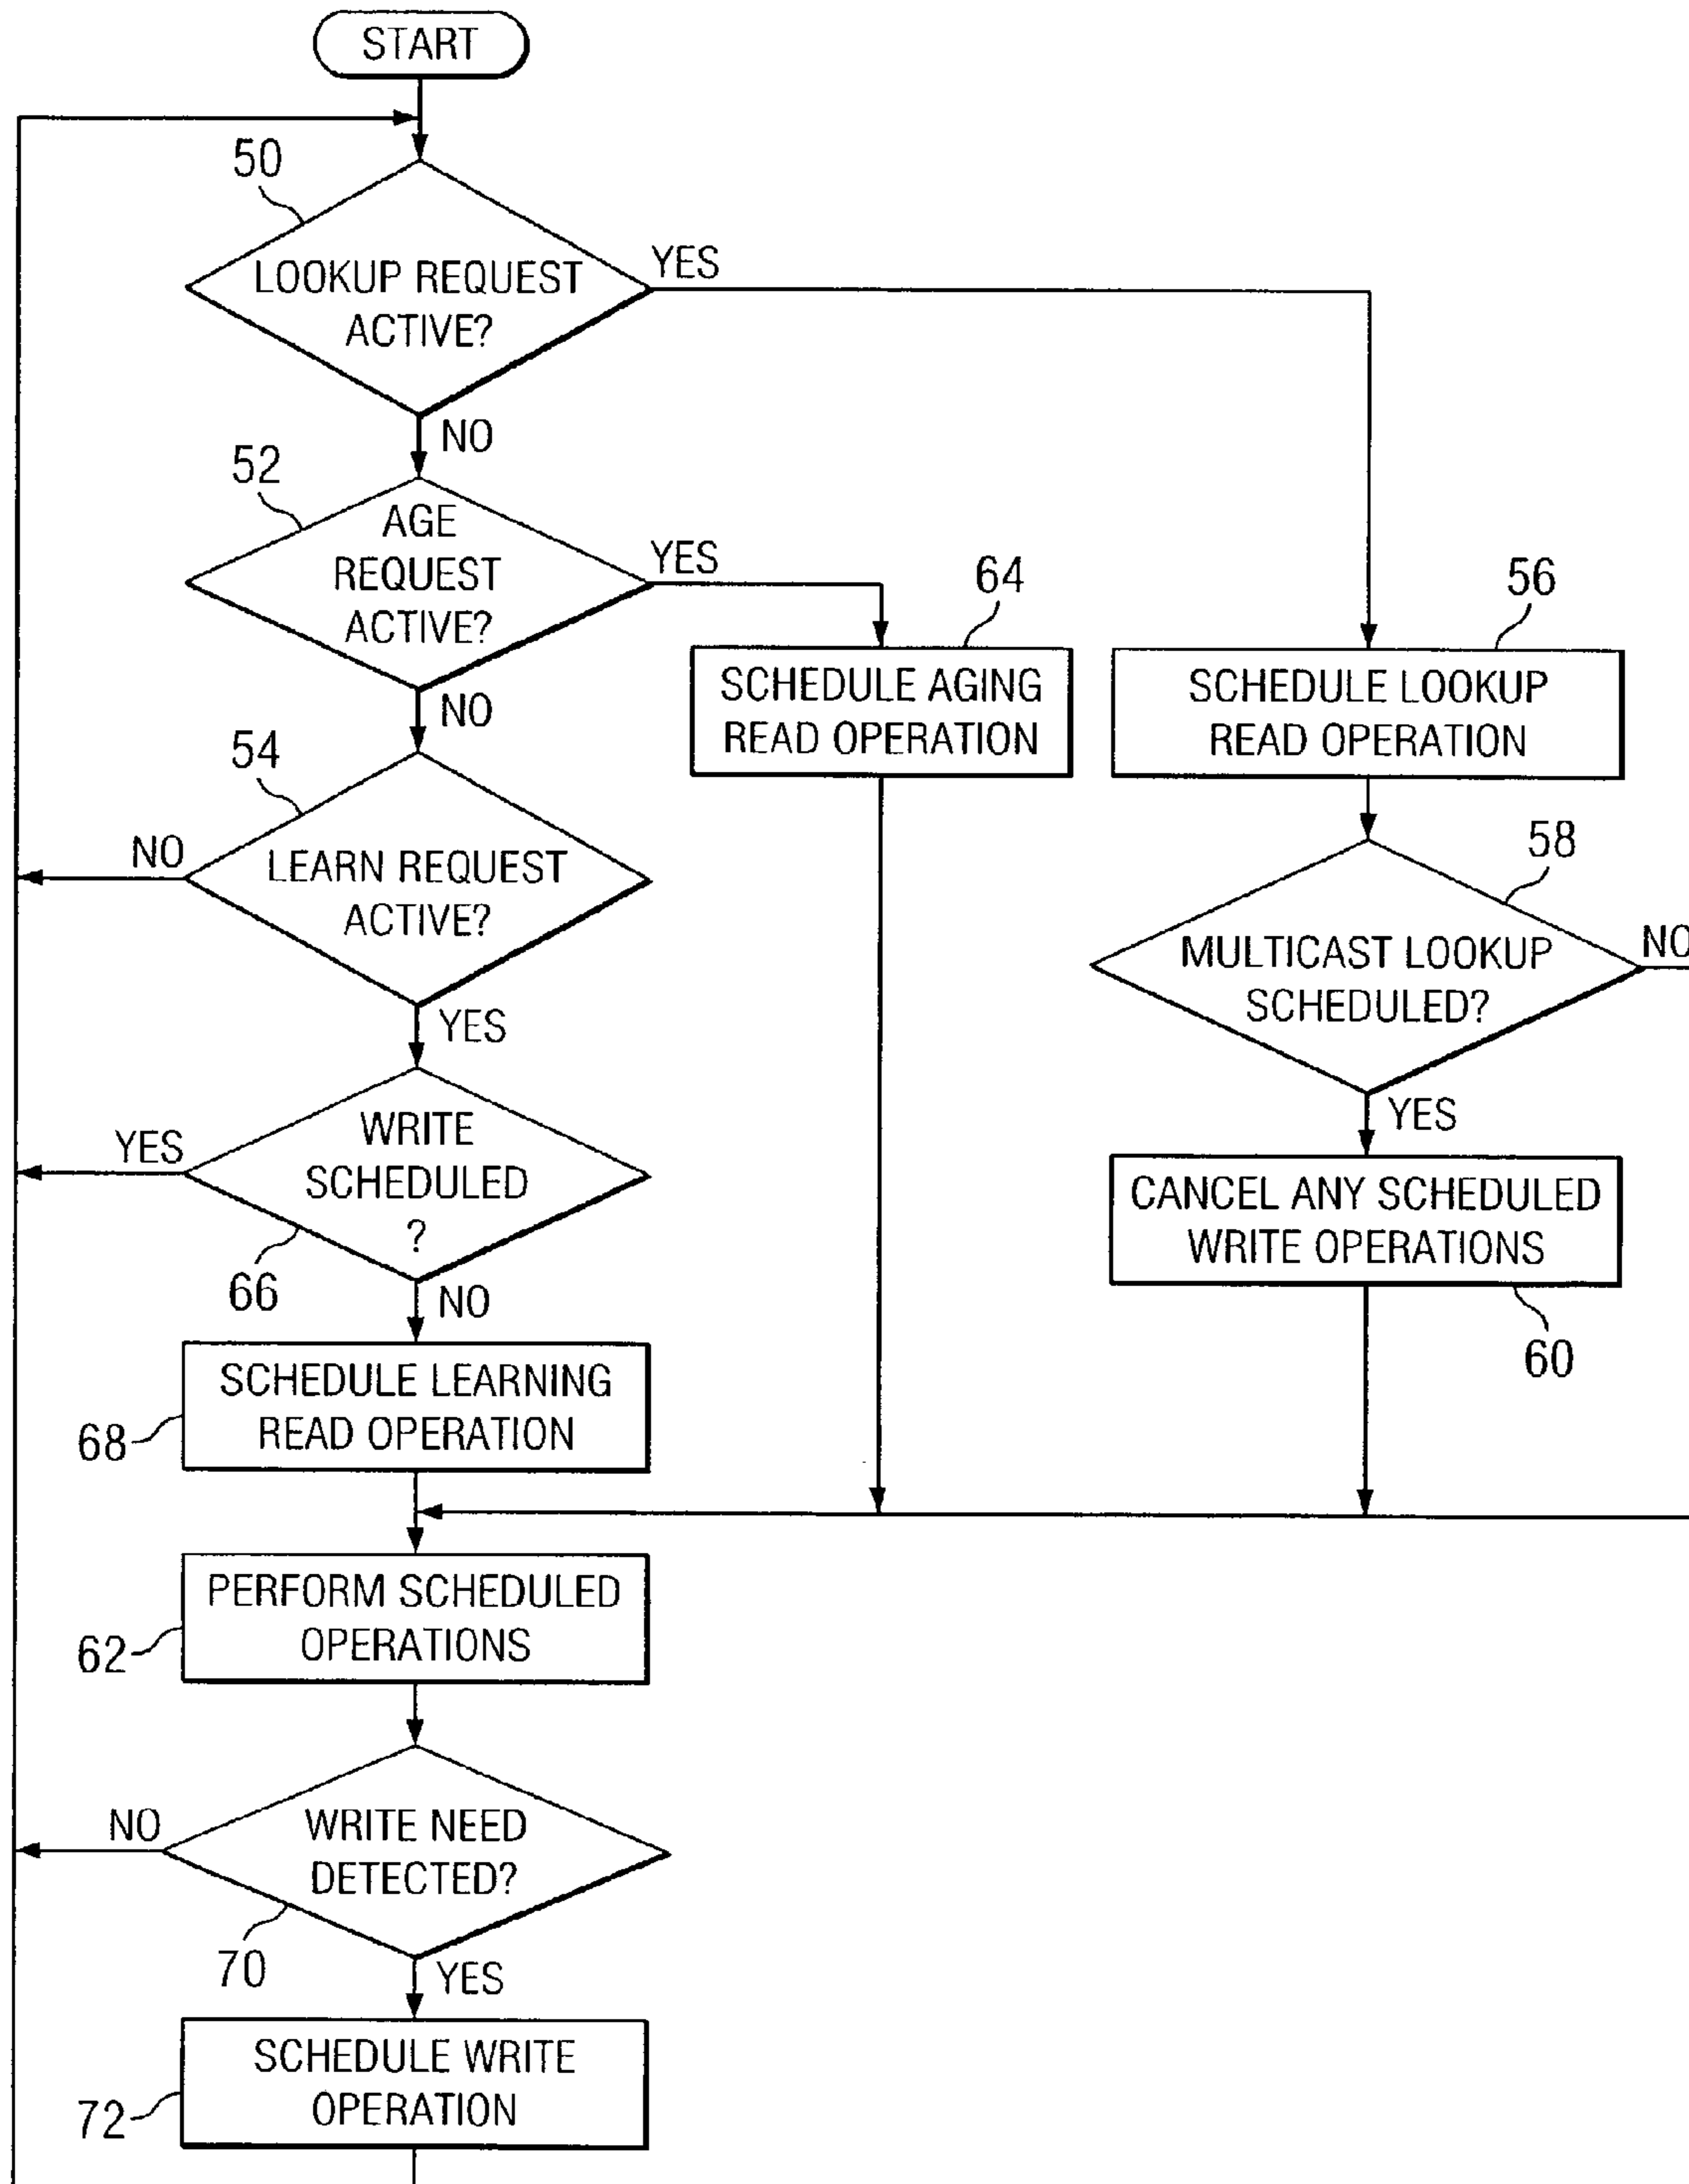 START
50
LOOKUP REQUEST
ACTIVE?
YES
NO
52
AGE
REQUEST
ACTIVE?
YES
NO
64
SCHEDULE AGING
READ OPERATION
56
SCHEDULE LOOKUP
READ OPERATION
54
LEARN REQUEST
ACTIVE?
NO
YES
58
MULTICAST LOOKUP
SCHEDULED?
NO
YES
WRITE
SCHEDULED
?
YES
66
NO
CANCEL ANY SCHEDULED
WRITE OPERATIONS
60
SCHEDULE LEARNING
READ OPERATION
68
PERFORM SCHEDULED
OPERATIONS
62
WRITE NEED
DETECTED?
NO
70
YES
SCHEDULE WRITE
OPERATION
72